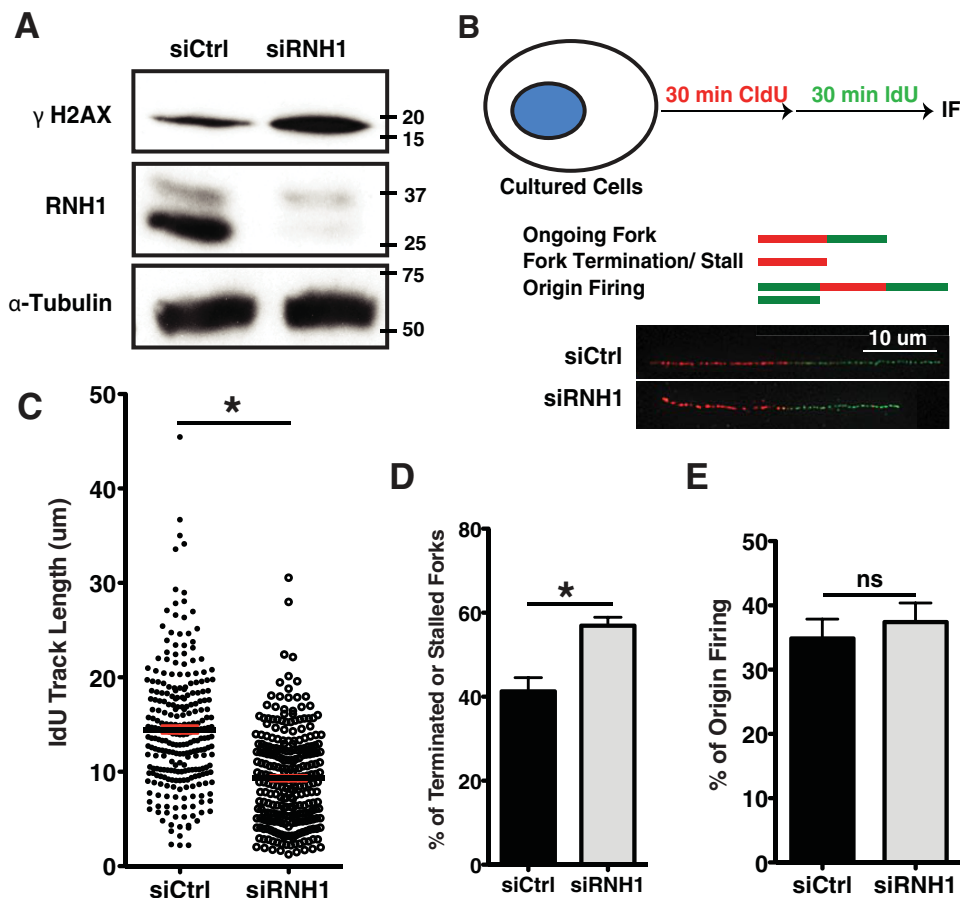 A
siCtrl siRNH1
γ H2AX
20
15
RNH1
37
25
α-Tubulin
75
50
B
30 min CldU 30 min IdU
IF
Cultured Cells
Ongoing Fork
Fork Termination/ Stall
Origin Firing
10 um
siCtrl
siRNH1
C
IdU Track Length (um)
50
40
30
20
10
0
*
siCtrl siRNH1
D
% of Terminated or Stalled Forks
80
60
40
20
0
*
siCtrl siRNH1
E
% of Origin Firing
50
40
30
20
10
0
ns
siCtrl siRNH1